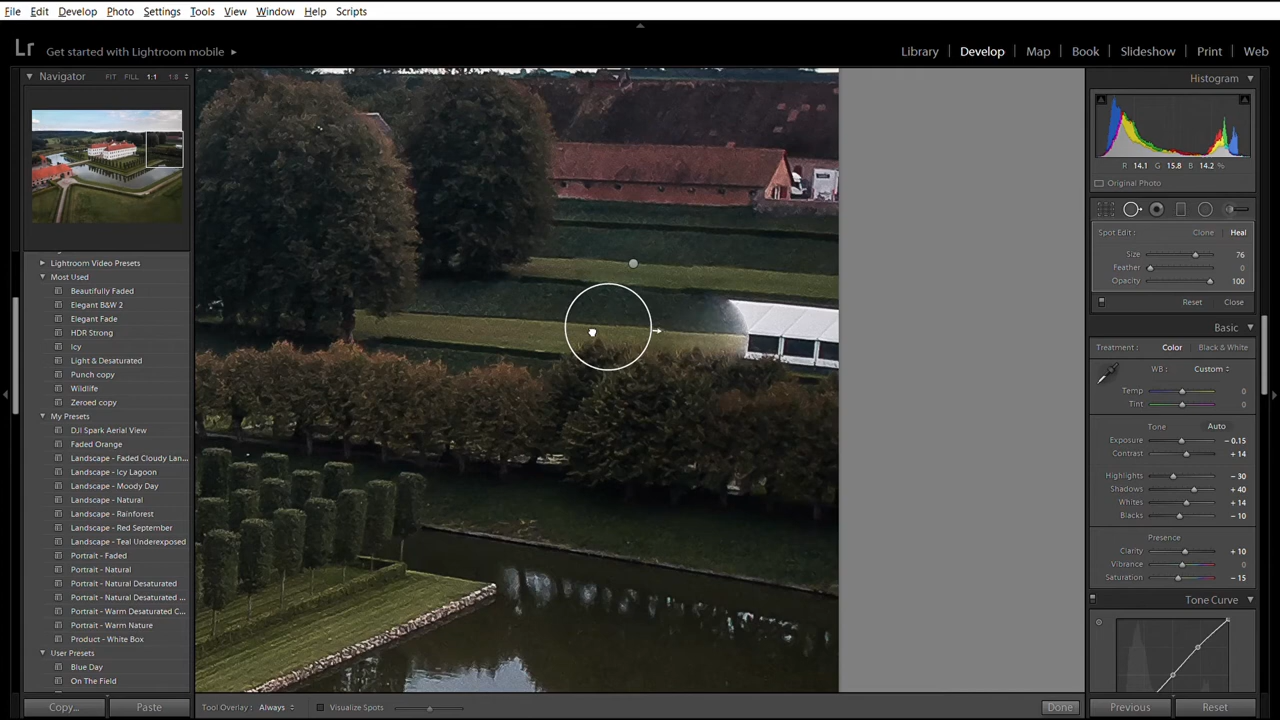 File Edit Develop Photo Settings Tools View Window Help Scripts
Lr Get started with Lightroom mobile
Library Develop Map Book Slideshow Print Web
Navigator FIT FILL 1:1 1:8
Lightroom Video Presets
Most Used
Beautifully Faded
Elegant B&W 2
Elegant Fade
HDR Strong
Icy
Light & Desaturated
Punch copy
Wildlife
Zeroed copy
My Presets
DJI Spark Aerial View
Faded Orange
Landscape - Faded Cloudy Lan...
Landscape - Icy Lagoon
Landscape - Moody Day
Landscape - Natural
Landscape - Rainforest
Landscape - Red September
Landscape - Teal Underexposed
Portrait - Faded
Portrait - Natural
Portrait - Natural Desaturated
Portrait - Natural Desaturated ...
Portrait - Warm Desaturated C...
Portrait - Warm Nature
Product - White Box
User Presets
Blue Day
On The Field
Copy... Paste
Tool Overlay: Always Visualize Spots Done
Histogram
R 14.1 G 15.8 B 14.2 %
Original Photo
Spot Edit: Clone Heal
Size 76
Feather 0
Opacity 100
Reset Close
Basic
Treatment: Color Black & White
WB: Custom
Temp 0
Tint 0
Tone Auto
Exposure - 0.15
Contrast + 14
Highlights - 30
Shadows + 40
Whites + 14
Blacks - 10
Presence
Clarity + 10
Vibrance 0
Saturation - 15
Tone Curve
Previous Reset